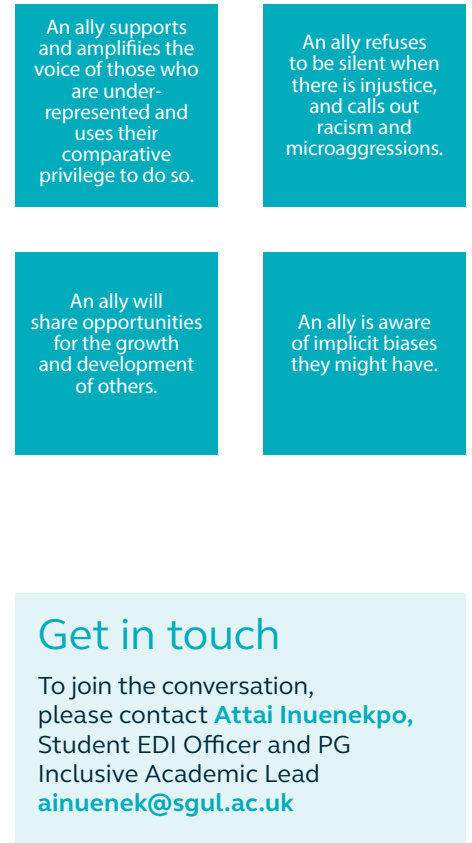 An ally supports
and amplifiies the
voice of those who
are under-
represented and
uses their
comparative
privilege to do so.
An ally refuses
to be silent when
there is injustice,
and calls out
racism and
microaggressions.
An ally will
share opportunities
for the growth
and development
of others.
An ally is aware
of implicit biases
they might have.
Get in touch
To join the conversation,
please contact Attai Inuenekpo,
Student EDI Officer and PG
Inclusive Academic Lead
ainuenek@sgul.ac.uk